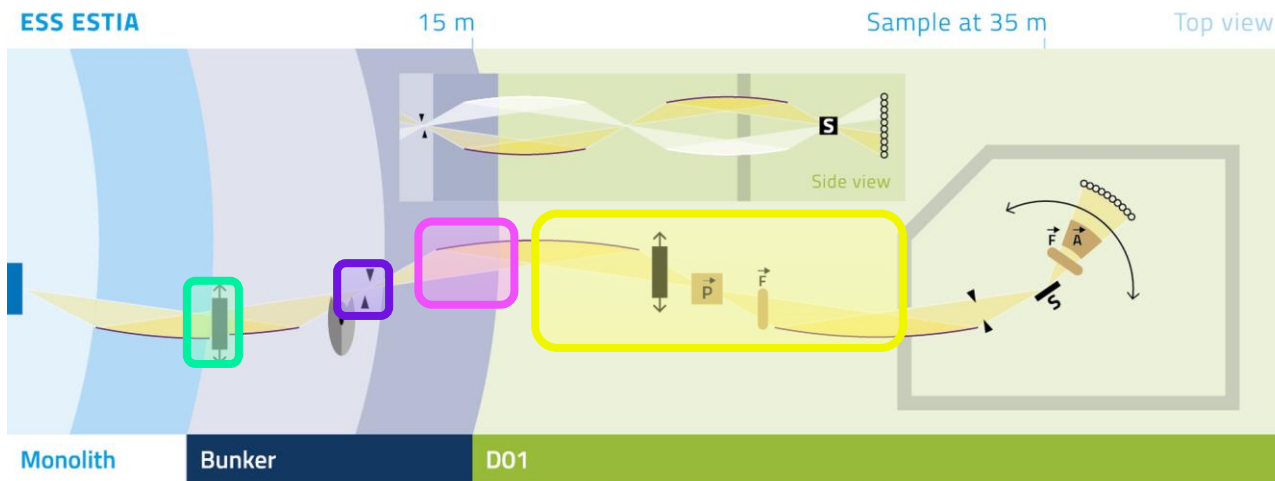 ESS ESTIA
15 m
Sample at 35 m
Top view
S
Side view
F
A
P
F
S
Monolith
Bunker
D01